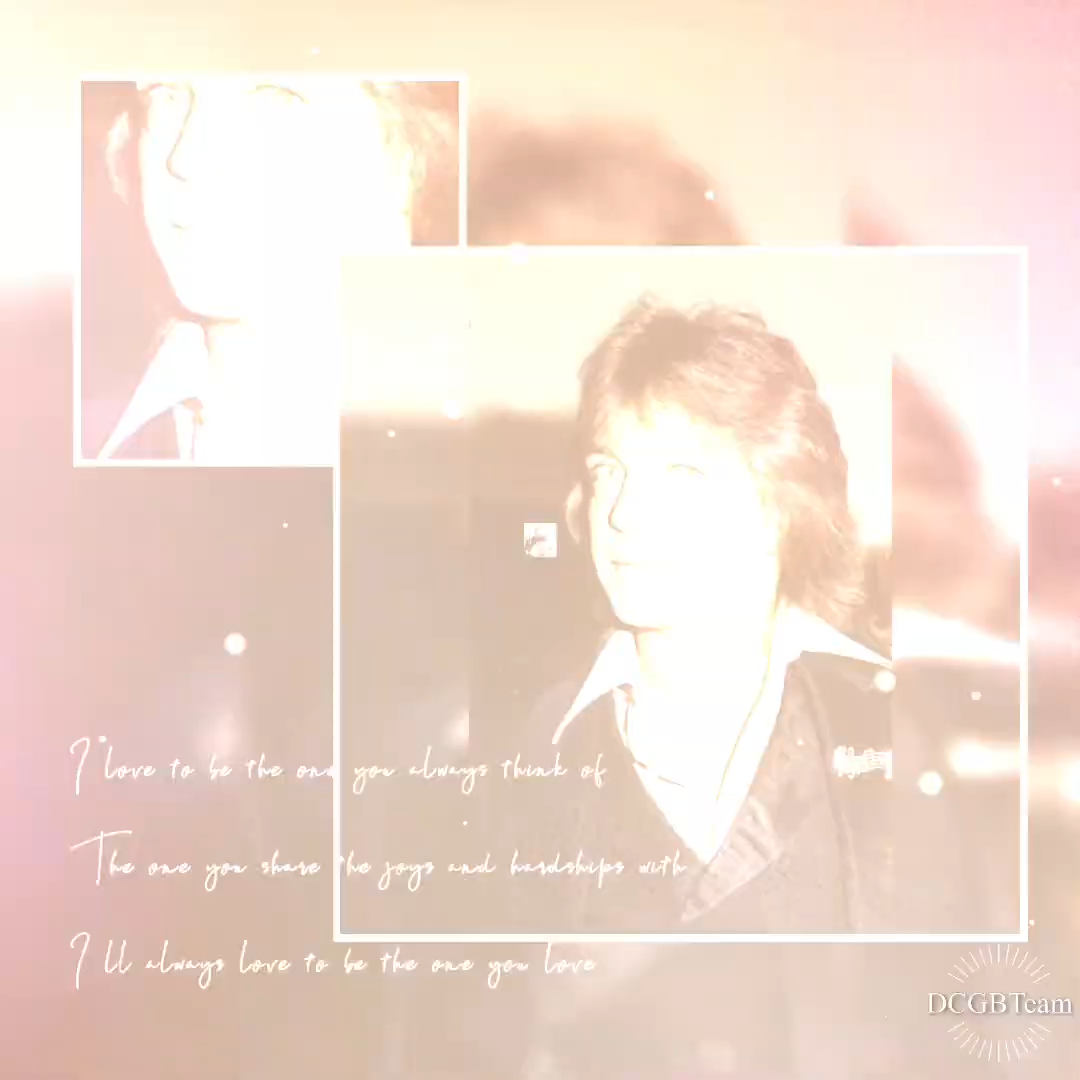 I'love to be the one you always think of
The one you share the joys and hardships with
I'll always love to be the one you love
DCGBTeam